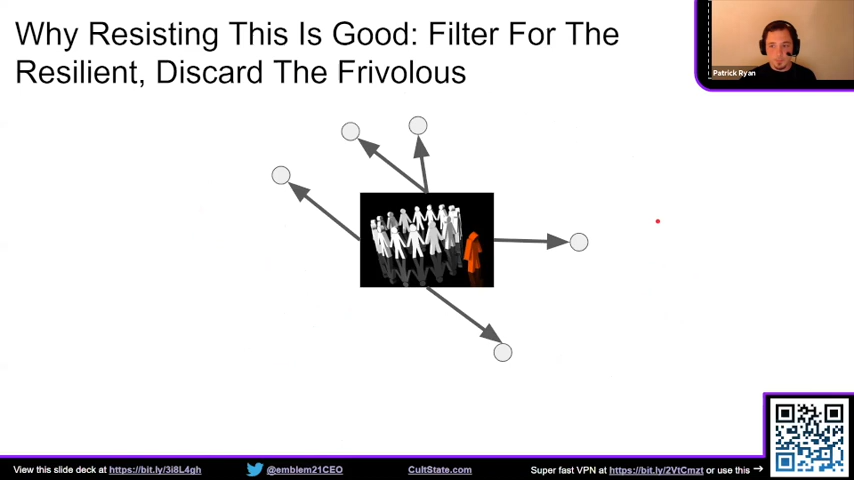 Why Resisting This Is Good: Filter For The
Resilient, Discard The Frivolous
Patrick Ryan
View this slide deck at https://bit.ly/3i8L4gh
@emblem21CEO
CultState.com
Super fast VPN at https://bit.ly/2VtCmzt or use this